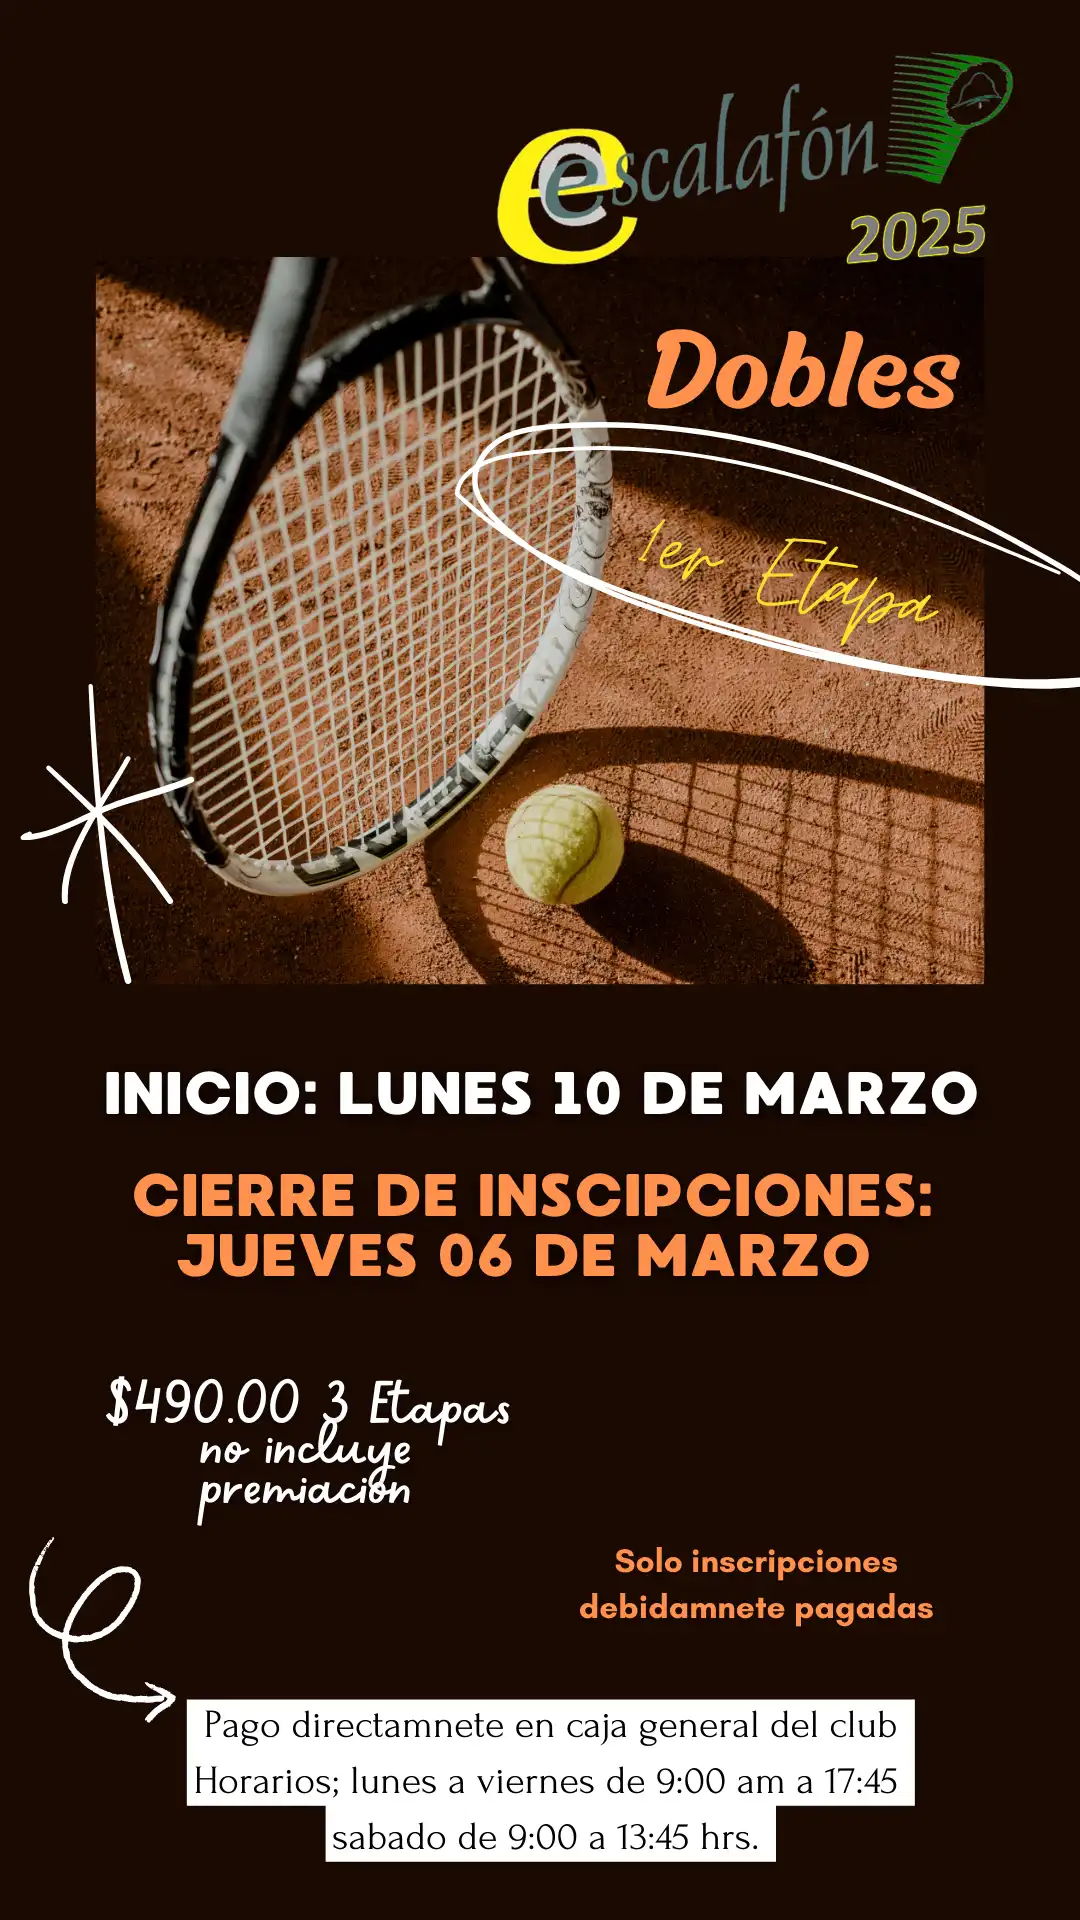 escalafón
2025
Dobles
1er Etapa
INICIO: LUNES 10 DE MARZO
CIERRE DE INSCIPCIONES:
JUEVES 06 DE MARZO
$490.00 3 Etapas
no incluye
premiación
Solo inscripciones
debidamnete pagadas
Pago directamnete en caja general del club
Horarios; lunes a viernes de 9:00 am a 17:45
sabado de 9:00 a 13:45 hrs.